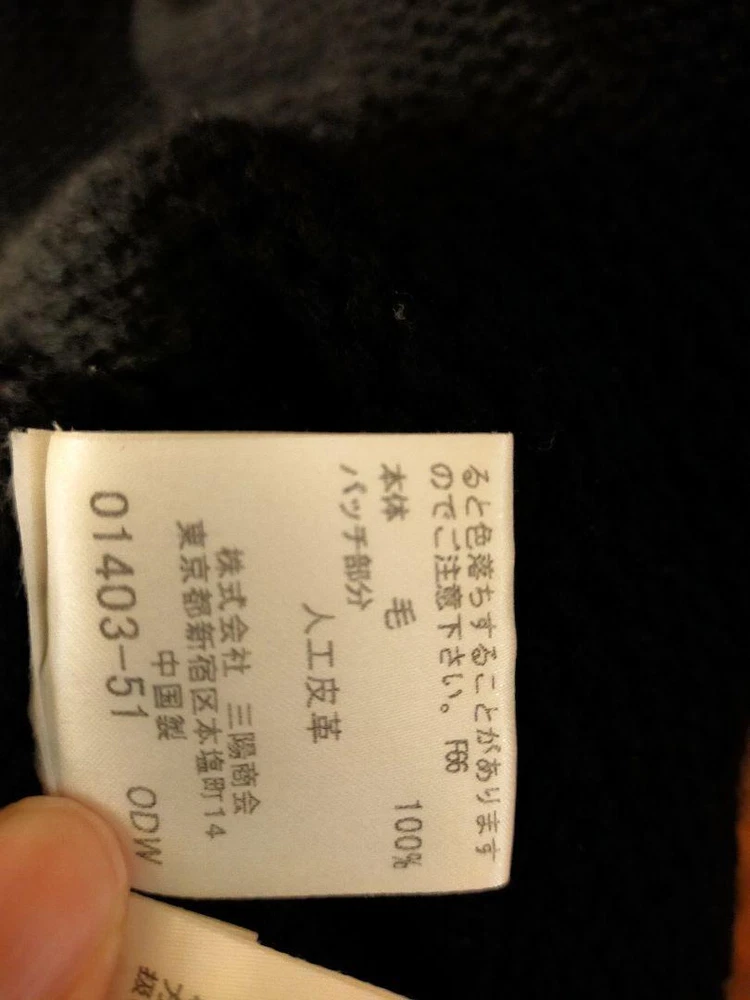 ると色落ちすることがあります
のでご注意下さい。 F66
本体 毛 100%
パッチ部分
人工皮革
株式会社 三陽商会
東京都新宿区本塩町14
中国製
01403-51 ODW